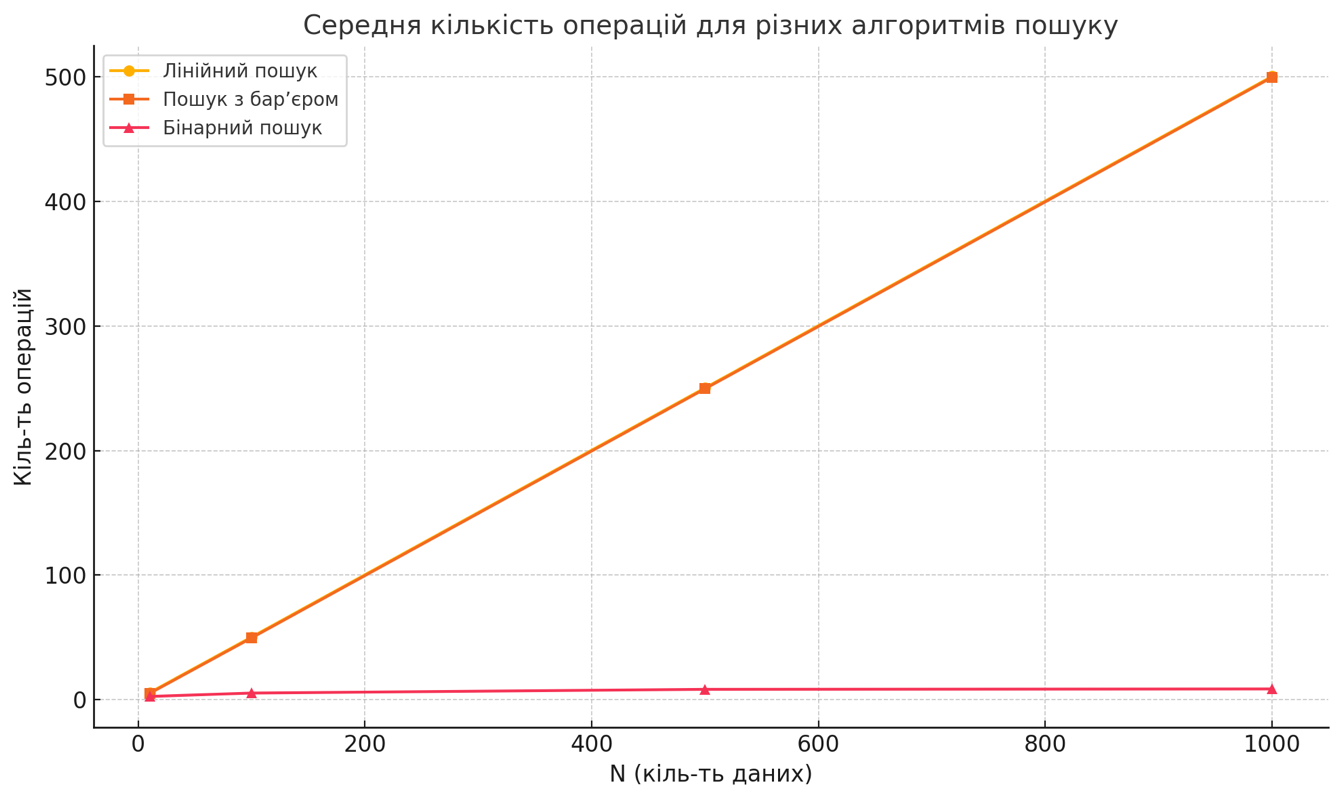 Середня кількість операцій для різних алгоритмів пошуку
Лінійний пошук
Пошук з бар’єром
Бінарний пошук
Кіль-ть операцій
500
400
300
200
100
0
0 200 400 600 800 1000
N (кіль-ть даних)